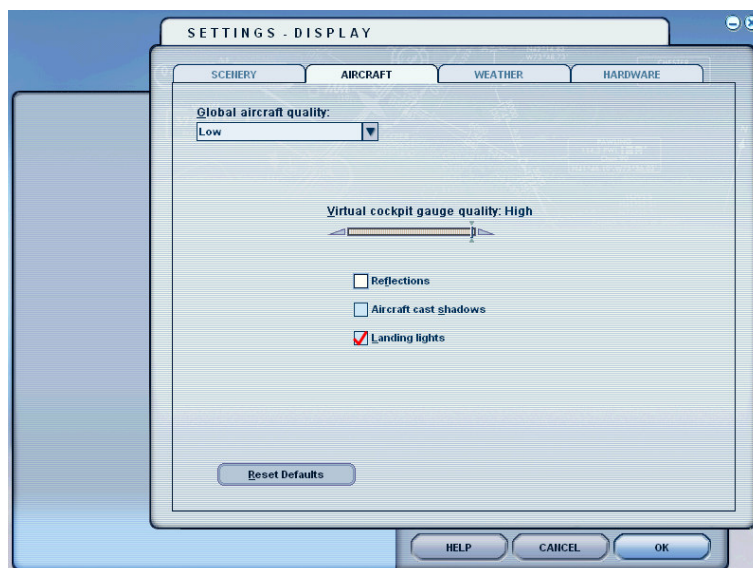 SETTINGS - DISPLAY
SCENERY
AIRCRAFT
WEATHER
HARDWARE
Global aircraft quality:
Low
Virtual cockpit gauge quality: High
Reflections
Aircraft cast shadows
Landing lights
Reset Defaults
HELP
CANCEL
OK